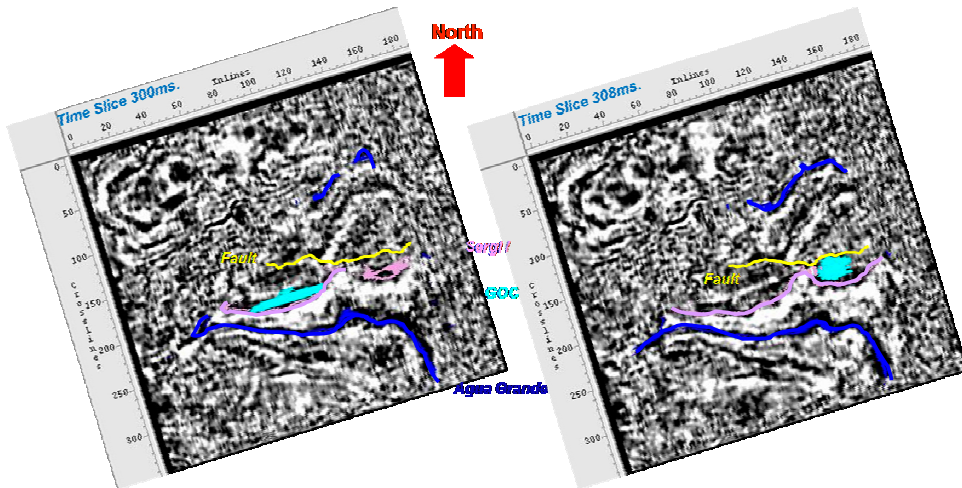 North
Time Slice 300ms.
Inlines
0 20 40 60 80 100 120 140 160 180
0
50
100
150
200
250
300
Crosslines
Fault
Time Slice 308ms.
Inlines
0 20 40 60 80 100 120 140 160 180
0
50
100
150
200
250
300
Crosslines
Fault
Sergi I
GOC
Agua Grande